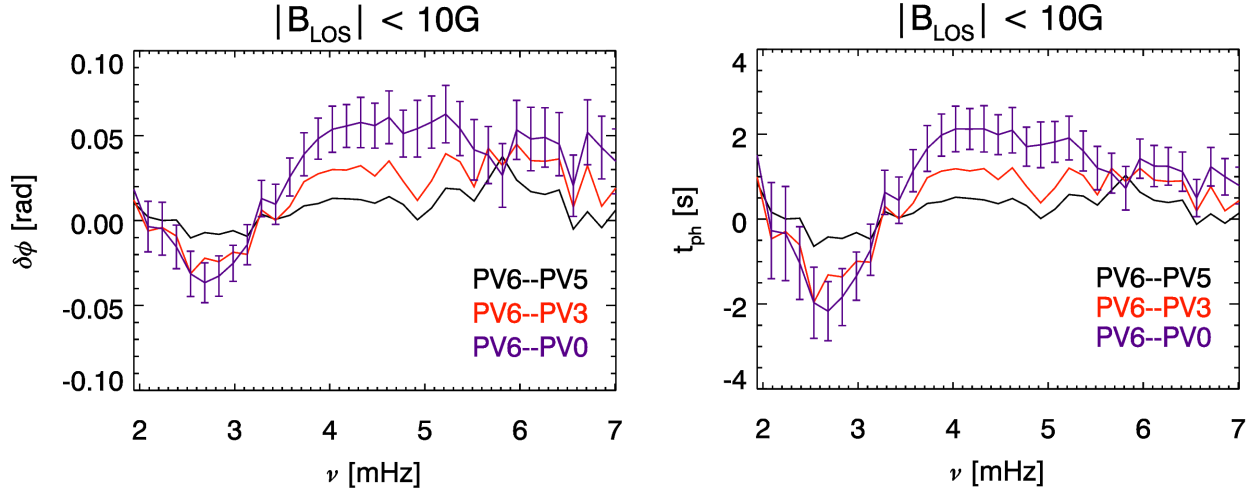 |B_LOS| < 10G
0.10
0.05
0.00
-0.05
-0.10
δϕ [rad]
PV6--PV5
PV6--PV3
PV6--PV0
2 3 4 5 6 7
ν [mHz]
|B_LOS| < 10G
4
2
0
-2
-4
t_ph [s]
PV6--PV5
PV6--PV3
PV6--PV0
2 3 4 5 6 7
ν [mHz]